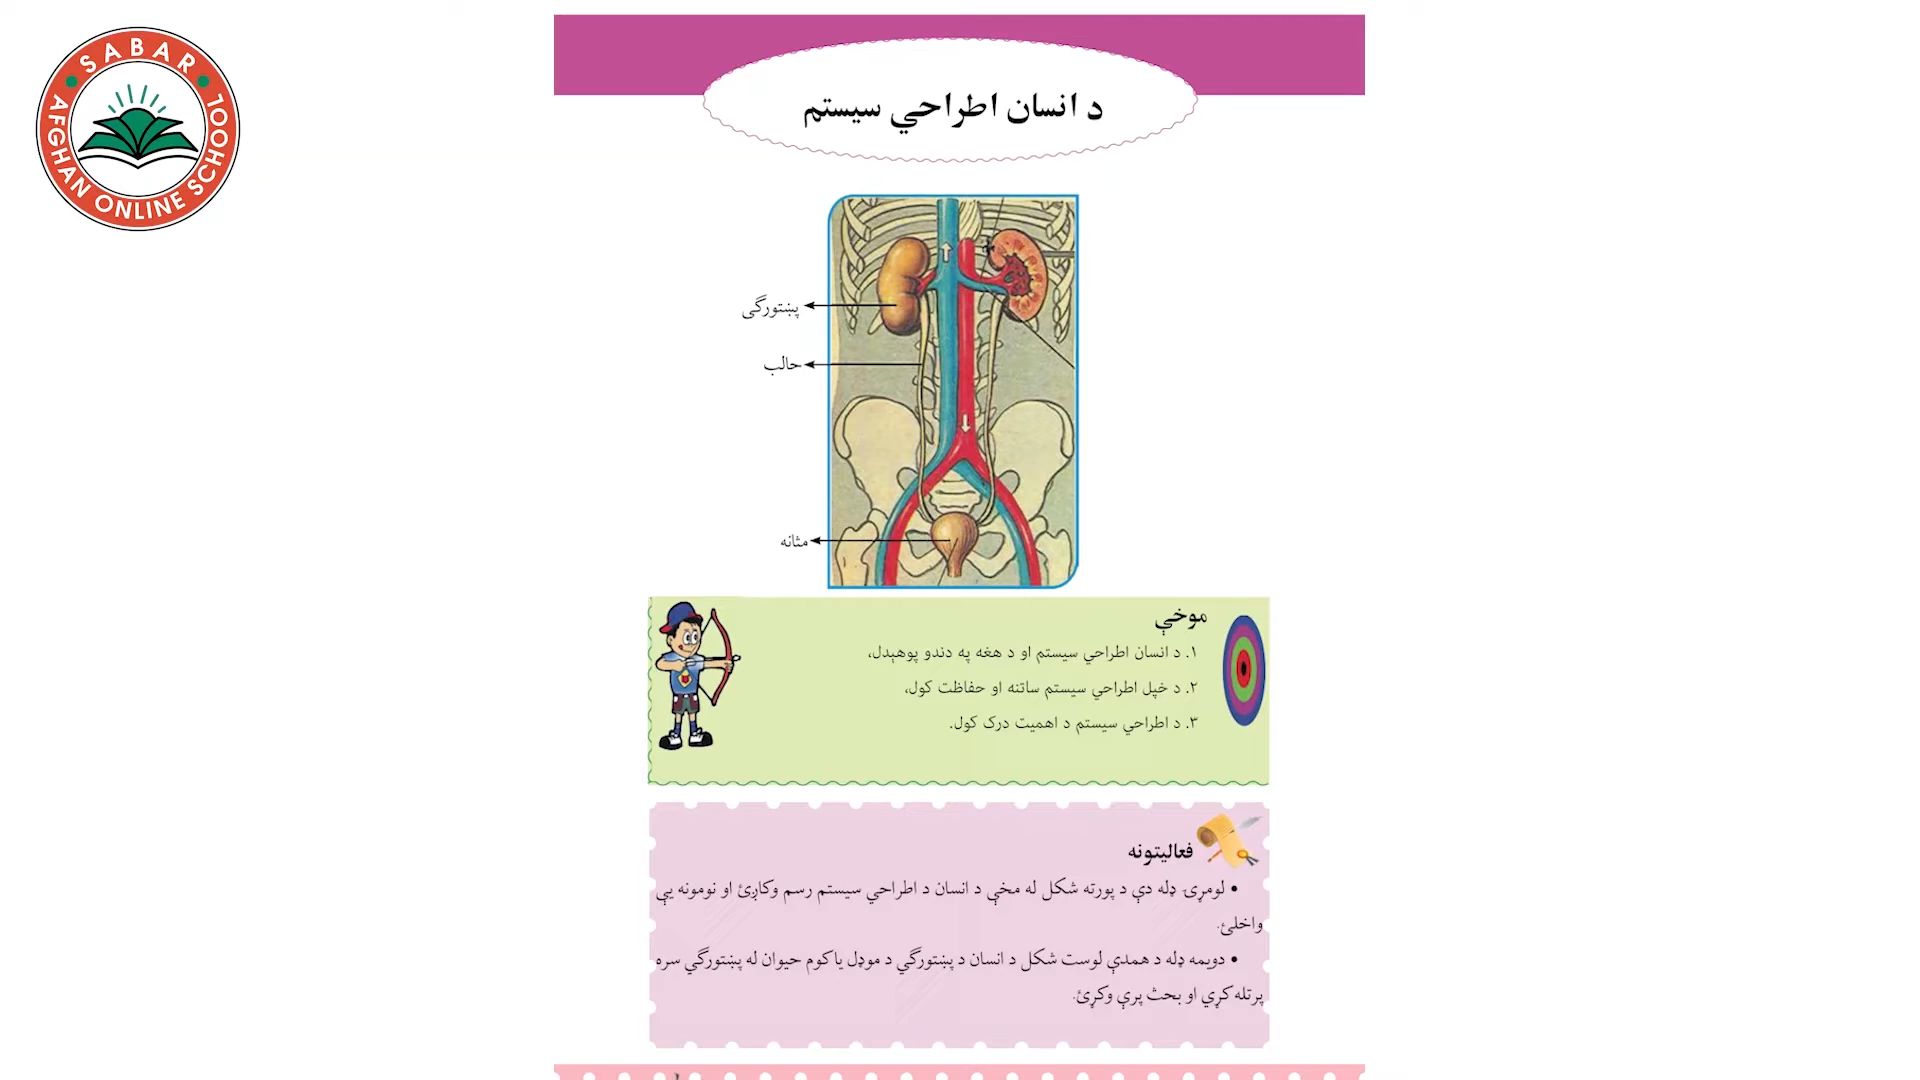 SABAR
AFGHAN ONLINE SCHOOL
د انسان اطراحي سیستم
پښتورګی
حالب
مثانه
موخې
۱. د انسان اطراحي سیستم او د هغه په دندو پوهېدل،
۲. د خپل اطراحي سیستم ساتنه او حفاظت کول،
۳. د اطراحي سیستم د اهمیت درک کول.
فعالیتونه
• لومړۍ ډله دې د پورته شکل له مخې د انسان د اطراحي سیستم رسم وکاږئ او نومونه یې
واخلئ.
• دویمه ډله د همدې لوست شکل د انسان د پښتورګي د موډل یا کوم حیوان له پښتورګي سره
پرتله کړي او بحث پرې وکړئ.